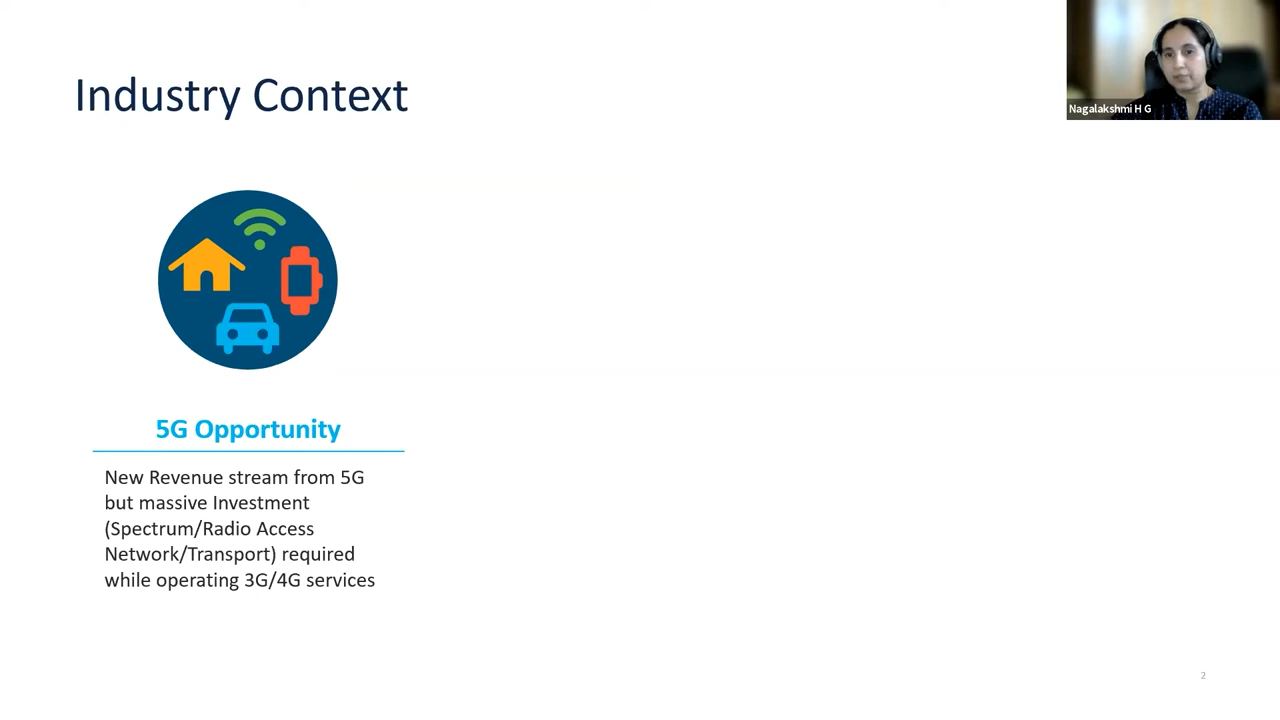 Industry Context
Nagalakshmi H G
5G Opportunity
New Revenue stream from 5G
but massive Investment
(Spectrum/Radio Access
Network/Transport) required
while operating 3G/4G services
2